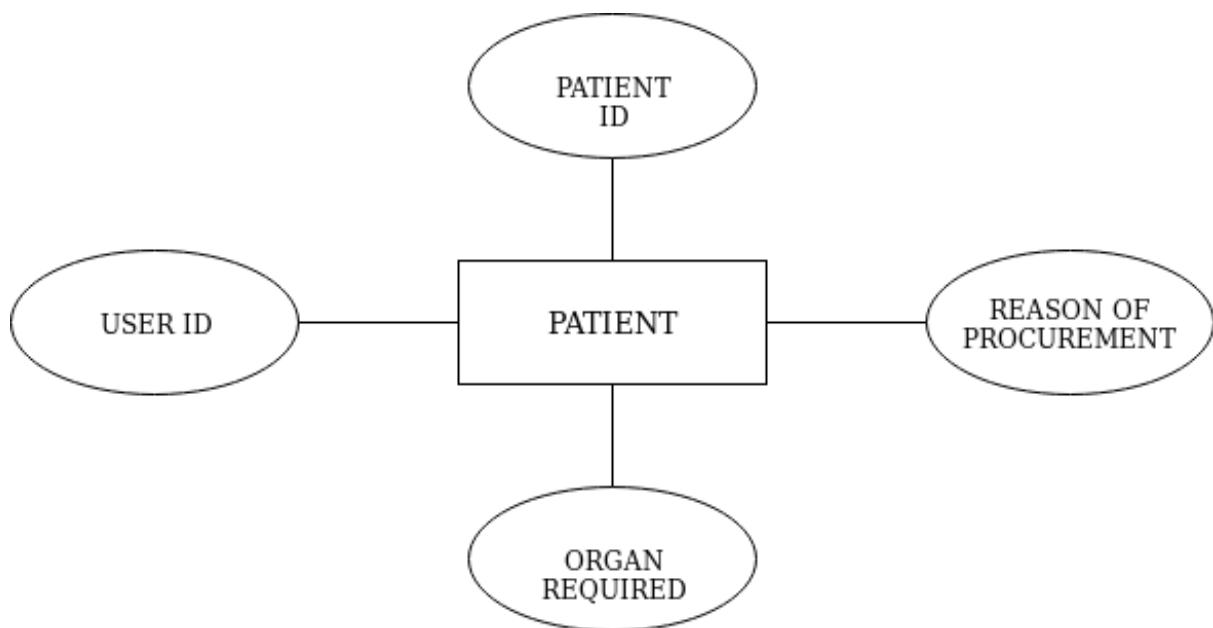 PATIENT
ID
USER ID
PATIENT
REASON OF
PROCUREMENT
ORGAN
REQUIRED